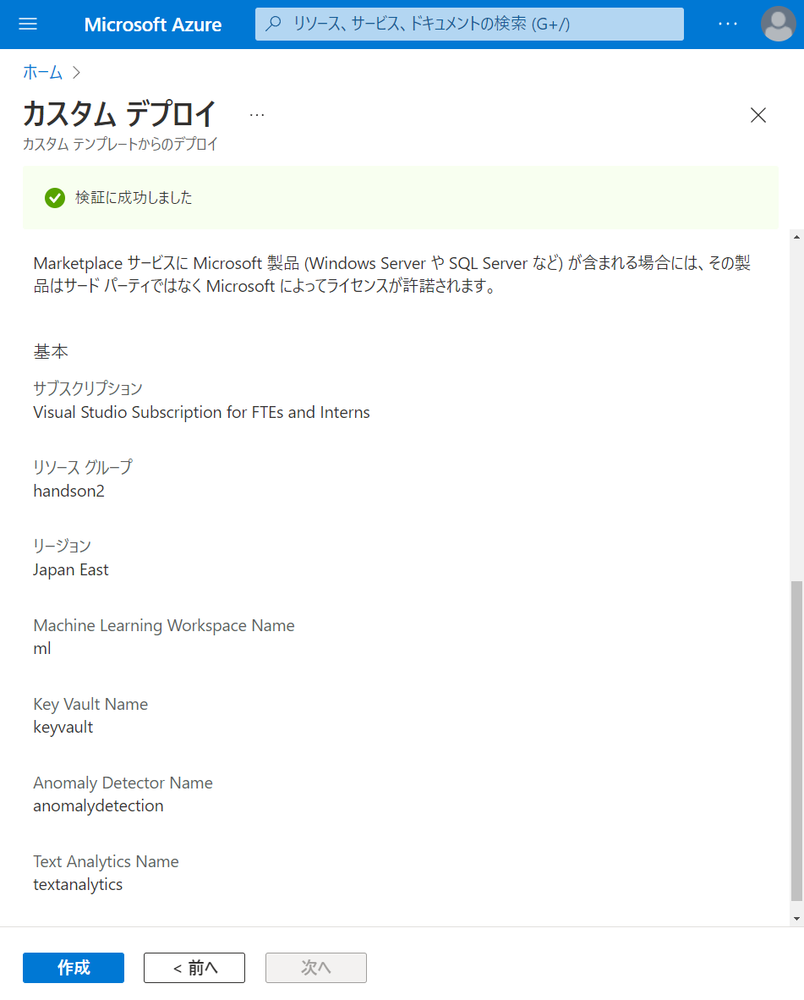 Microsoft Azure
リソース、サービス、ドキュメントの検索 (G+/)
ホーム
カスタム デプロイ
カスタム テンプレートからのデプロイ
検証に成功しました
Marketplace サービスに Microsoft 製品 (Windows Server や SQL Server など) が含まれる場合には、その製
品はサード パーティではなく Microsoft によってライセンスが許諾されます。
基本
サブスクリプション
Visual Studio Subscription for FTEs and Interns
リソース グループ
handson2
リージョン
Japan East
Machine Learning Workspace Name
ml
Key Vault Name
keyvault
Anomaly Detector Name
anomalydetection
Text Analytics Name
textanalytics
作成
< 前へ
次へ